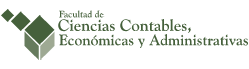 Facultad de
Ciencias Contables,
Económicas y Administrativas